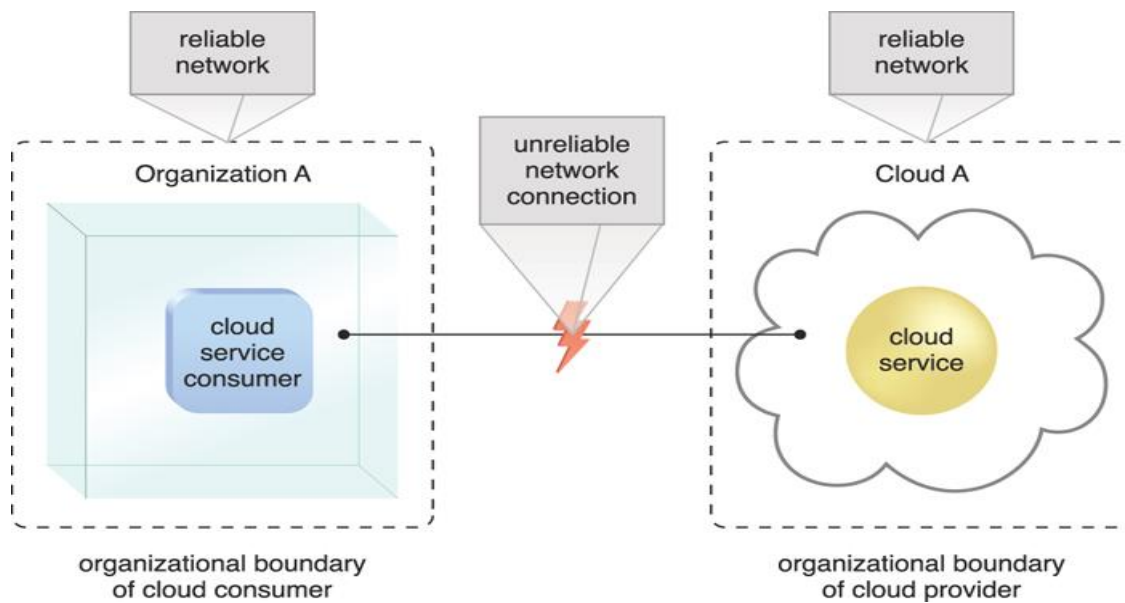 reliable
network
reliable
network
unreliable
network
connection
Organization A
Cloud A
cloud
service
consumer
cloud
service
organizational boundary
of cloud consumer
organizational boundary
of cloud provider